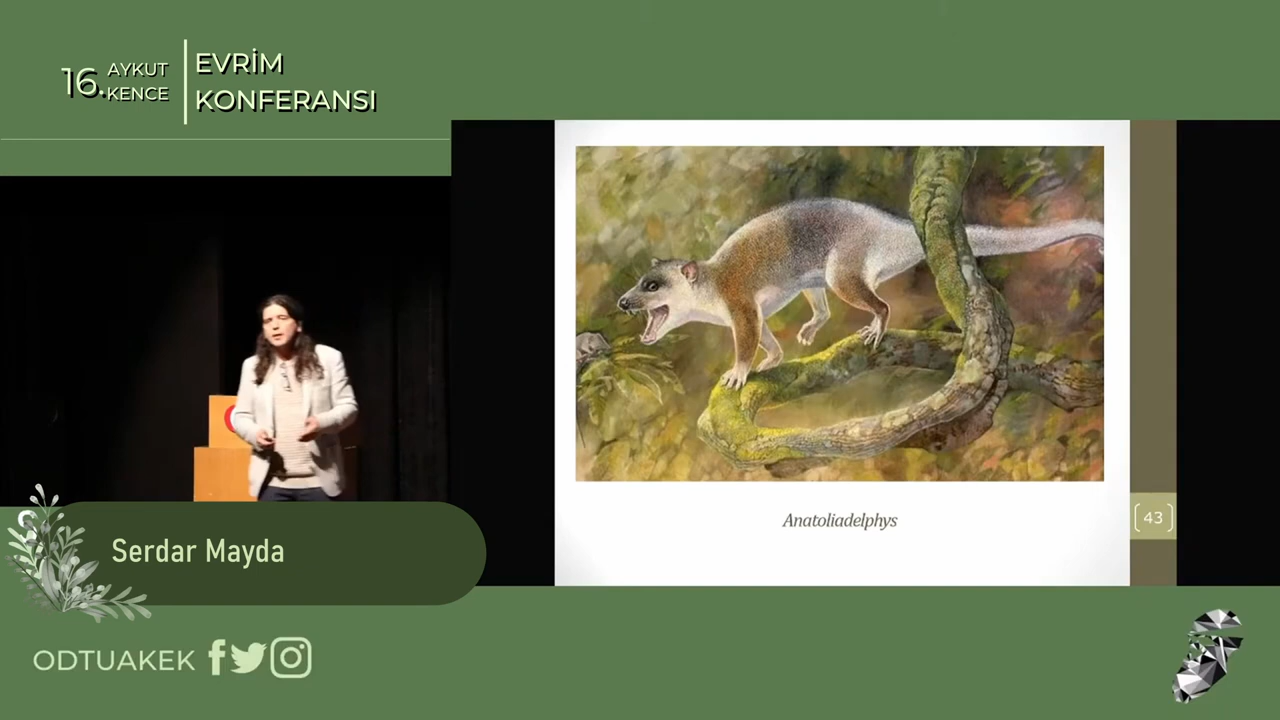 16.
AYKUT
KENCE
EVRİM
KONFERANSI
Anatoliadelphys
43
Serdar Mayda
ODTUAKEK